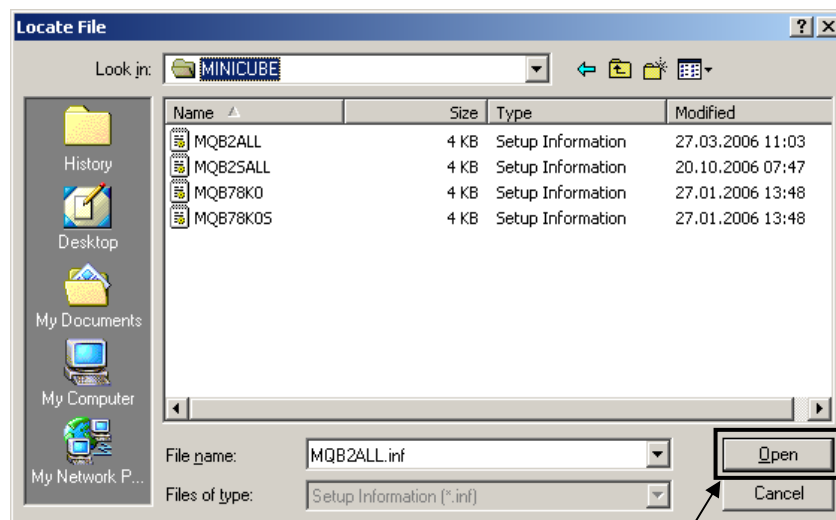 Locate File
Look in: MINICUBE
Name Size Type Modified
MQB2ALL 4 KB Setup Information 27.03.2006 11:03
MQB2SALL 4 KB Setup Information 20.10.2006 07:47
MQB78K0 4 KB Setup Information 27.01.2006 13:48
MQB78K0S 4 KB Setup Information 27.01.2006 13:48
History
Desktop
My Documents
My Computer
My Network P...
File name: MQB2ALL.inf Open
Files of type: Setup Information (*.inf) Cancel